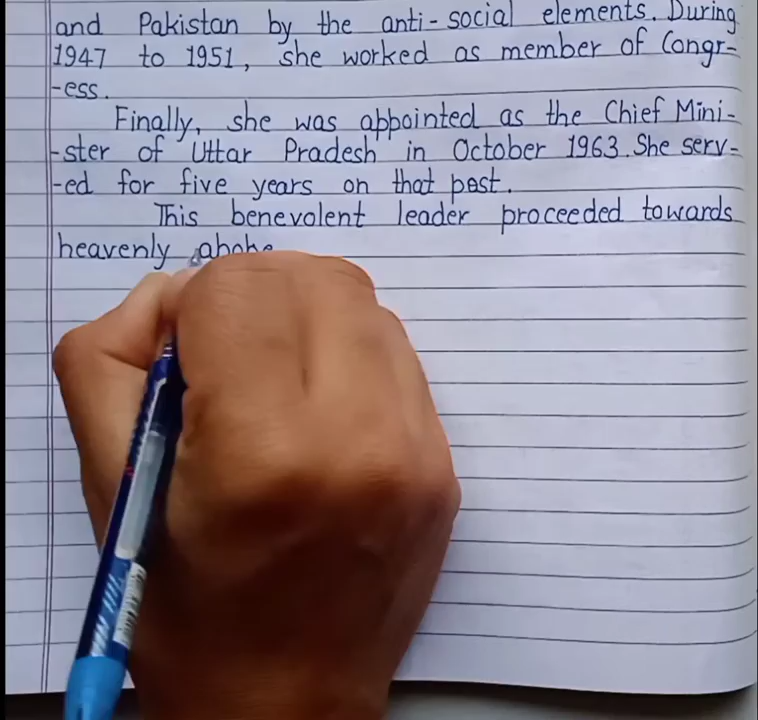 and Pakistan by the anti-social elements. During
1947 to 1951, she worked as member of Congr-
-ess.
Finally, she was appointed as the Chief Mini-
-ster of Uttar Pradesh in October 1963. She serv-
-ed for five years on that post.
This benevolent leader proceeded towards
heavenly